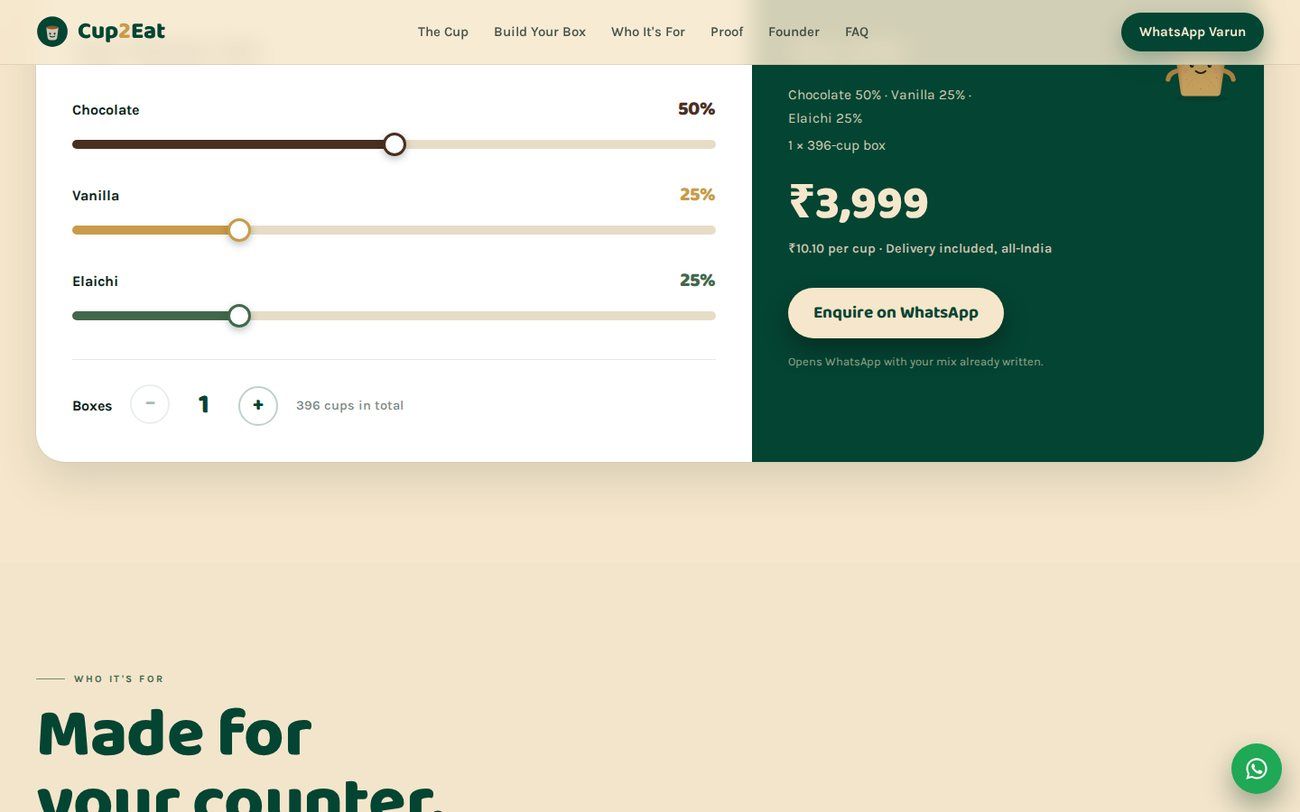 Cup2Eat
The Cup
Build Your Box
Who It's For
Proof
Founder
FAQ
WhatsApp Varun
Chocolate
50%
Vanilla
25%
Elaichi
25%
Boxes
−
1
+
396 cups in total
Chocolate 50% · Vanilla 25% ·
Elaichi 25%
1 × 396-cup box
₹3,999
₹10.10 per cup · Delivery included, all-India
Enquire on WhatsApp
Opens WhatsApp with your mix already written.
WHO IT'S FOR
Made for
your counter.